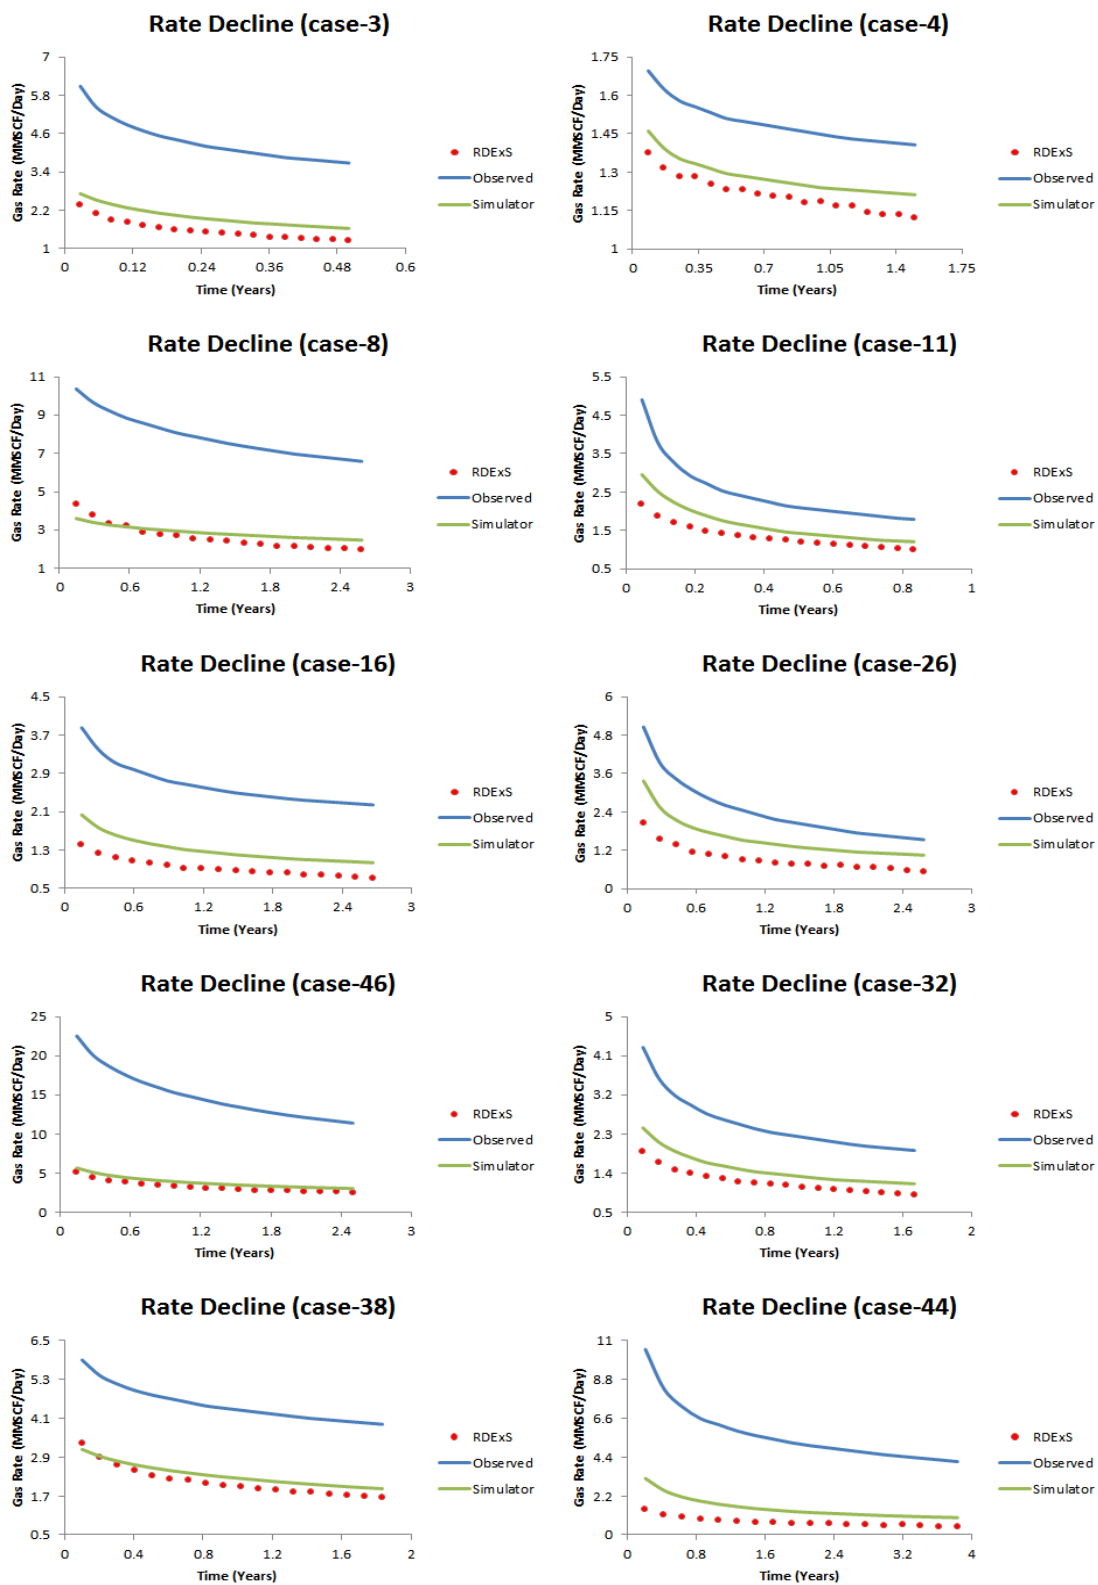 Rate Decline (case-3)
Gas Rate (MMSCF/Day)
7
5.8
4.6
3.4
2.2
1
0 0.12 0.24 0.36 0.48 0.6
Time (Years)
RDExS
Observed
Simulator
Rate Decline (case-4)
Gas Rate (MMSCF/Day)
1.75
1.6
1.45
1.3
1.15
1
0 0.35 0.7 1.05 1.4 1.75
Time (Years)
RDExS
Observed
Simulator
Rate Decline (case-8)
Gas Rate (MMSCF/Day)
11
9
7
5
3
1
0 0.6 1.2 1.8 2.4 3
Time (Years)
RDExS
Observed
Simulator
Rate Decline (case-11)
Gas Rate (MMSCF/Day)
5.5
4.5
3.5
2.5
1.5
0.5
0 0.2 0.4 0.6 0.8 1
Time (Years)
RDExS
Observed
Simulator
Rate Decline (case-16)
Gas Rate (MMSCF/Day)
4.5
3.7
2.9
2.1
1.3
0.5
0 0.6 1.2 1.8 2.4 3
Time (Years)
RDExS
Observed
Simulator
Rate Decline (case-26)
Gas Rate (MMSCF/Day)
6
4.8
3.6
2.4
1.2
0
0 0.6 1.2 1.8 2.4 3
Time (Years)
RDExS
Observed
Simulator
Rate Decline (case-46)
Gas Rate (MMSCF/Day)
25
20
15
10
5
0
0 0.6 1.2 1.8 2.4 3
Time (Years)
RDExS
Observed
Simulator
Rate Decline (case-32)
Gas Rate (MMSCF/Day)
5
4.1
3.2
2.3
1.4
0.5
0 0.4 0.8 1.2 1.6 2
Time (Years)
RDExS
Observed
Simulator
Rate Decline (case-38)
Gas Rate (MMSCF/Day)
6.5
5.3
4.1
2.9
1.7
0.5
0 0.4 0.8 1.2 1.6 2
Time (Years)
RDExS
Observed
Simulator
Rate Decline (case-44)
Gas Rate (MMSCF/Day)
11
8.8
6.6
4.4
2.2
0
0 0.8 1.6 2.4 3.2 4
Time (Years)
RDExS
Observed
Simulator